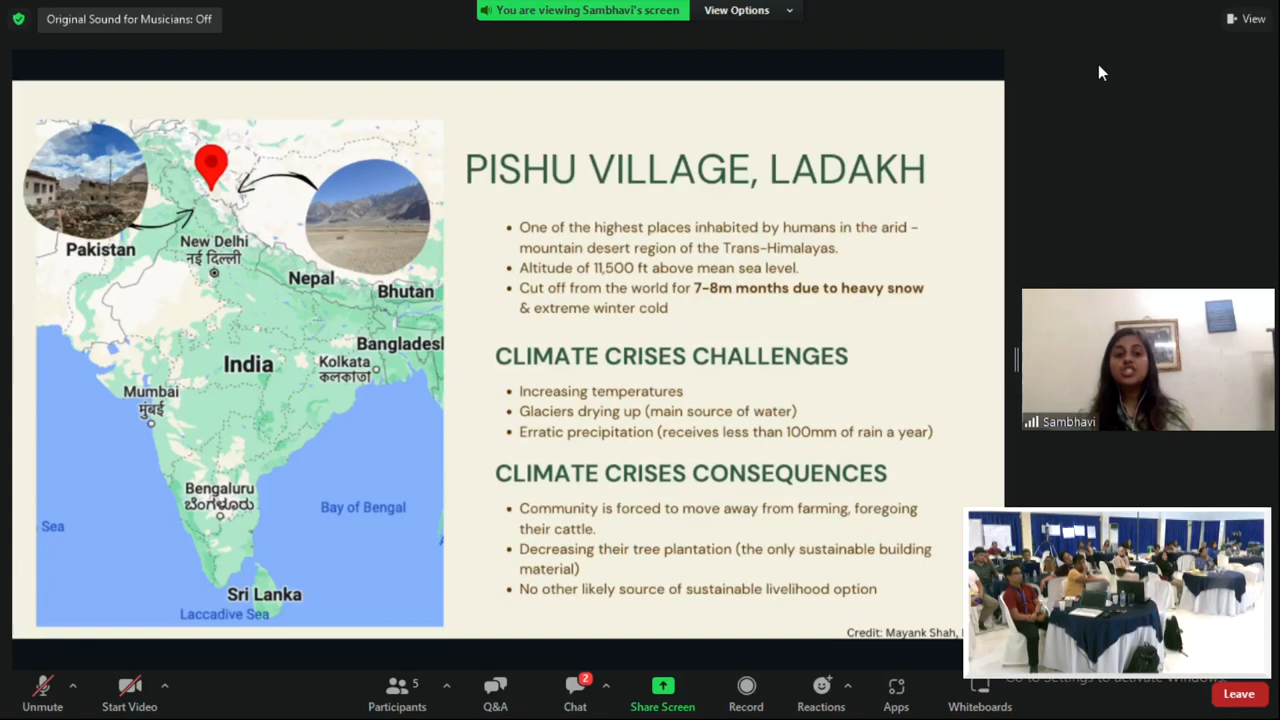 Original Sound for Musicians: Off
You are viewing Sambhavi's screen
View Options
View
PISHU VILLAGE, LADAKH
• One of the highest places inhabited by humans in the arid –
mountain desert region of the Trans-Himalayas.
• Altitude of 11,500 ft above mean sea level.
• Cut off from the world for 7-8m months due to heavy snow
& extreme winter cold
CLIMATE CRISES CHALLENGES
• Increasing temperatures
• Glaciers drying up (main source of water)
• Erratic precipitation (receives less than 100mm of rain a year)
CLIMATE CRISES CONSEQUENCES
• Community is forced to move away from farming, foregoing
their cattle.
• Decreasing their tree plantation (the only sustainable building
material)
• No other likely source of sustainable livelihood option
Credit: Mayank Shah,
Pakistan
New Delhi
नई दिल्ली
Nepal
Bhutan
Bangladesh
India
Kolkata
কলকাতা
Mumbai
मुंबई
Bengaluru
ಬೆಂಗಳೂರು
Bay of Bengal
Sea
Sri Lanka
Laccadive Sea
Sambhavi
Go to Settings to activate Windows.
Unmute
Start Video
5
Participants
Q&A
2
Chat
Share Screen
Record
Reactions
Apps
Whiteboards
Leave